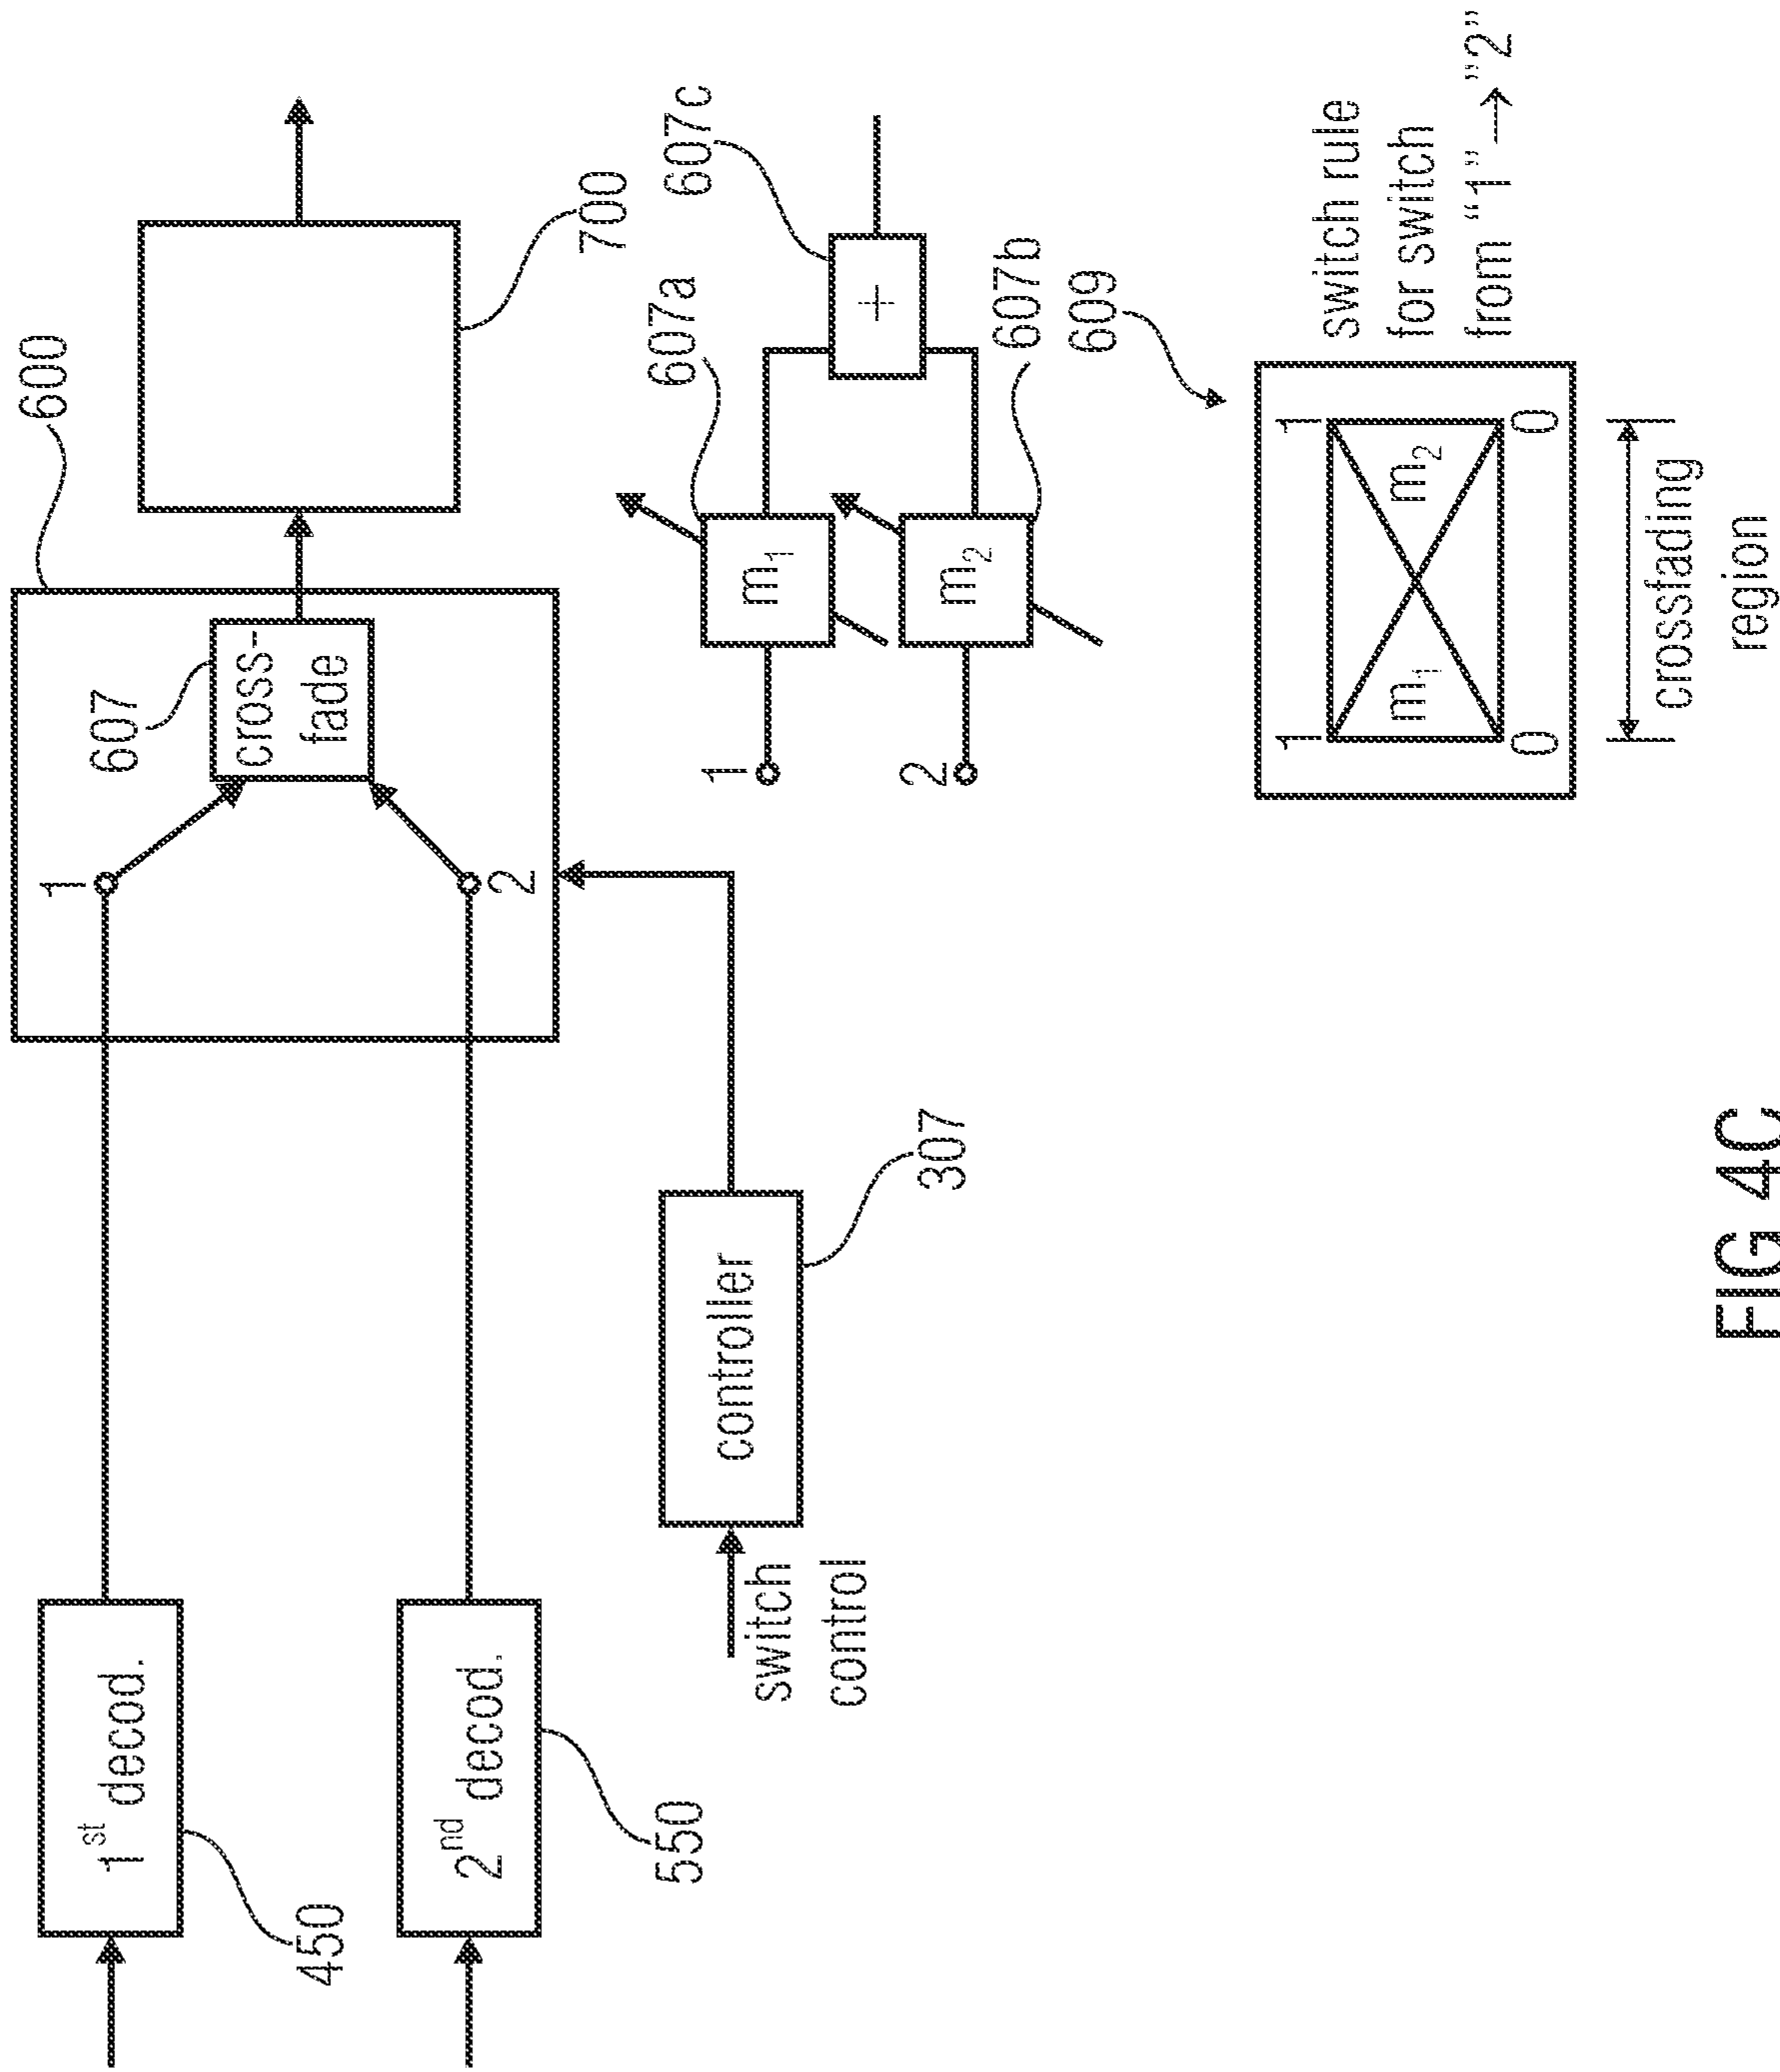 1st decod.
450
2nd decod.
550
600
1
2
607
cross-
fade
700
switch
control
controller
307
1
m1
607a
2
m2
607b
+
607c
609
1
1
m1
m2
0
0
crossfading
region
switch rule
for switch
from “1” → ”2”
FIG 4C